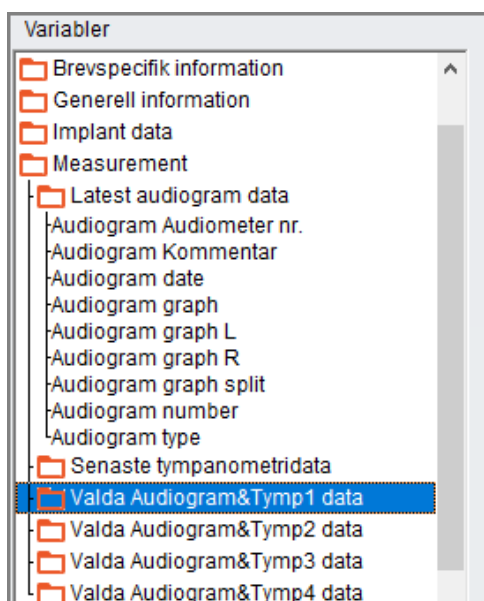 Variabler
Brevspecifik information
Generell information
Implant data
Measurement
Latest audiogram data
Audiogram Audiometer nr.
Audiogram Kommentar
Audiogram date
Audiogram graph
Audiogram graph L
Audiogram graph R
Audiogram graph split
Audiogram number
Audiogram type
Senaste tympanometridata
Valda Audiogram&Tymp1 data
Valda Audiogram&Tymp2 data
Valda Audiogram&Tymp3 data
Valda Audiogram&Tymp4 data